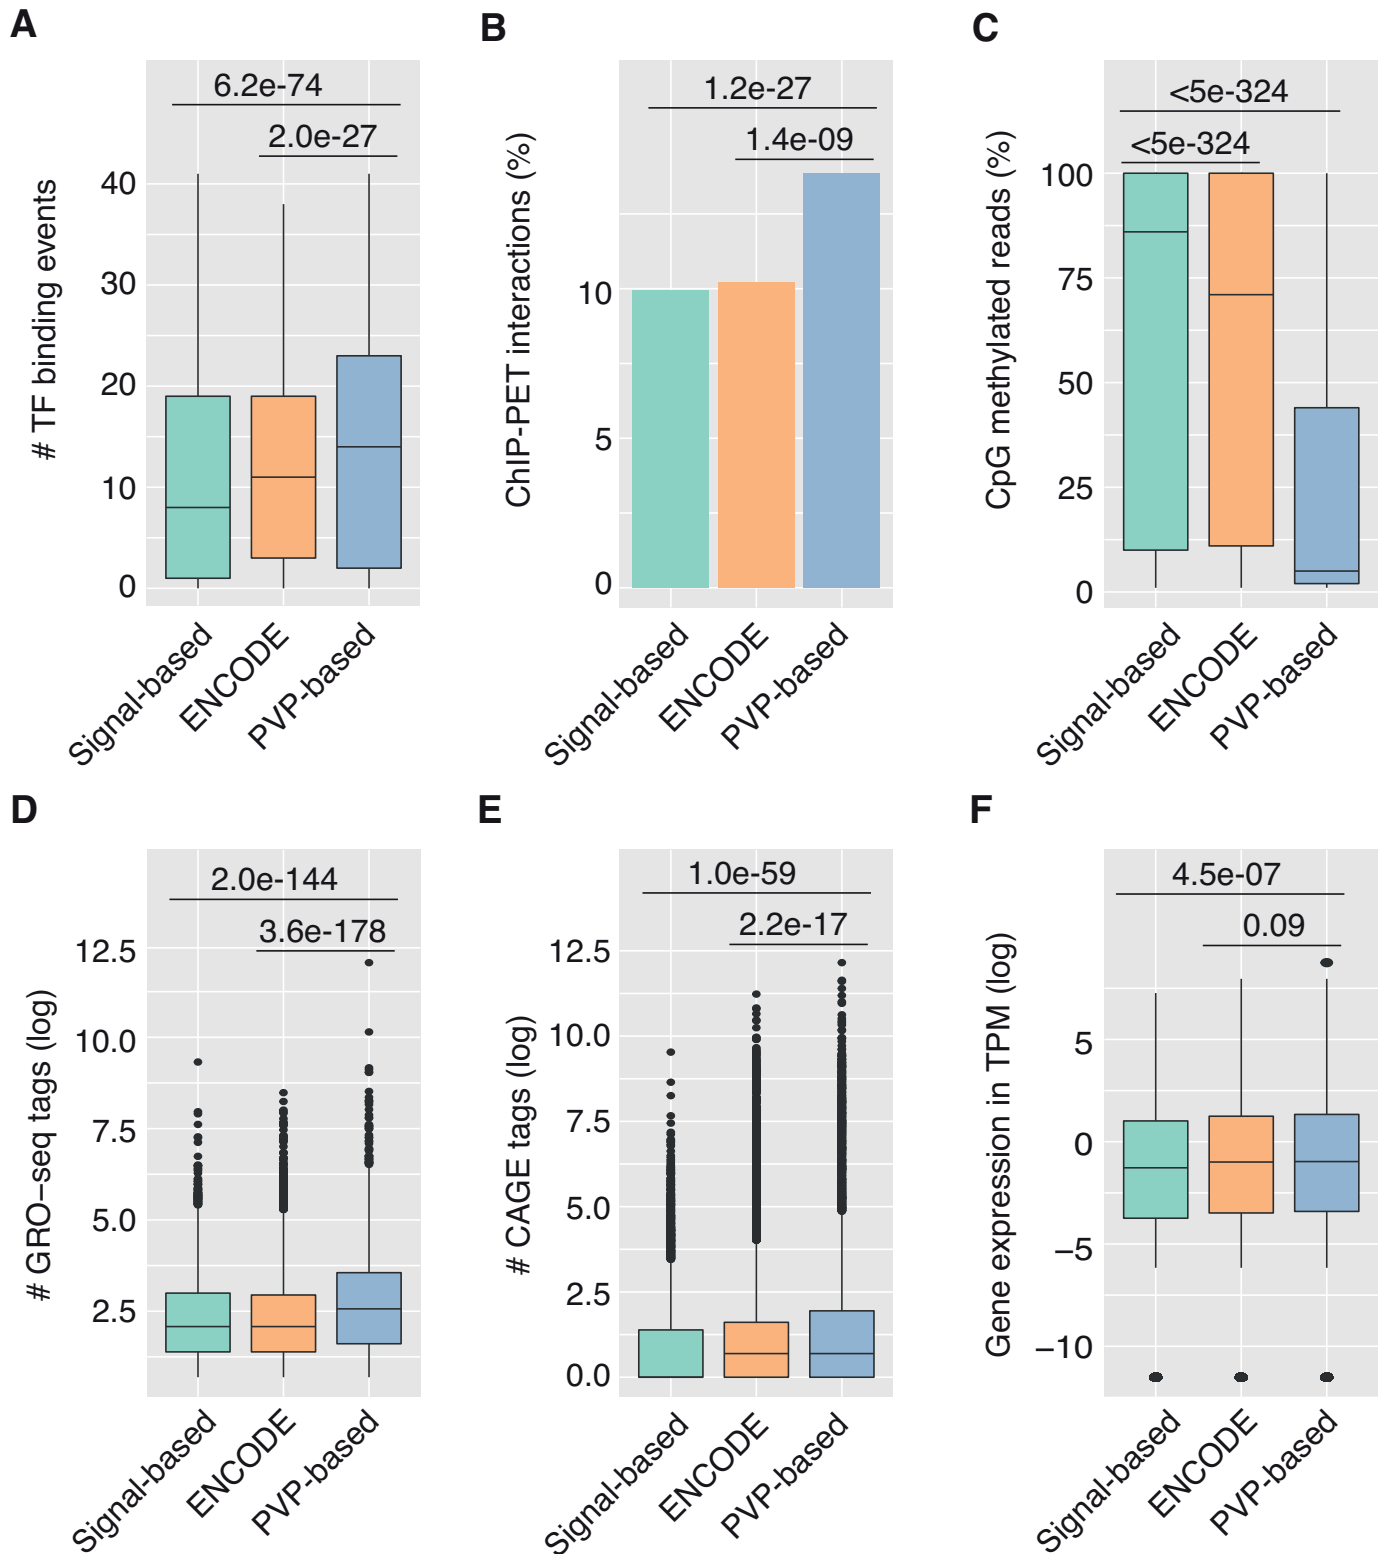 A
6.2e-74
2.0e-27
# TF binding events
40
30
20
10
0
Signal-based
ENCODE
PVP-based
B
1.2e-27
1.4e-09
ChIP-PET interactions (%)
10
5
0
Signal-based
ENCODE
PVP-based
C
<5e-324
<5e-324
CpG methylated reads (%)
100
75
50
25
0
Signal-based
ENCODE
PVP-based
D
2.0e-144
3.6e-178
# GRO−seq tags (log)
12.5
10.0
7.5
5.0
2.5
Signal-based
ENCODE
PVP-based
E
1.0e-59
2.2e-17
# CAGE tags (log)
12.5
10.0
7.5
5.0
2.5
0.0
Signal-based
ENCODE
PVP-based
F
4.5e-07
0.09
Gene expression in TPM (log)
5
0
−5
−10
Signal-based
ENCODE
PVP-based